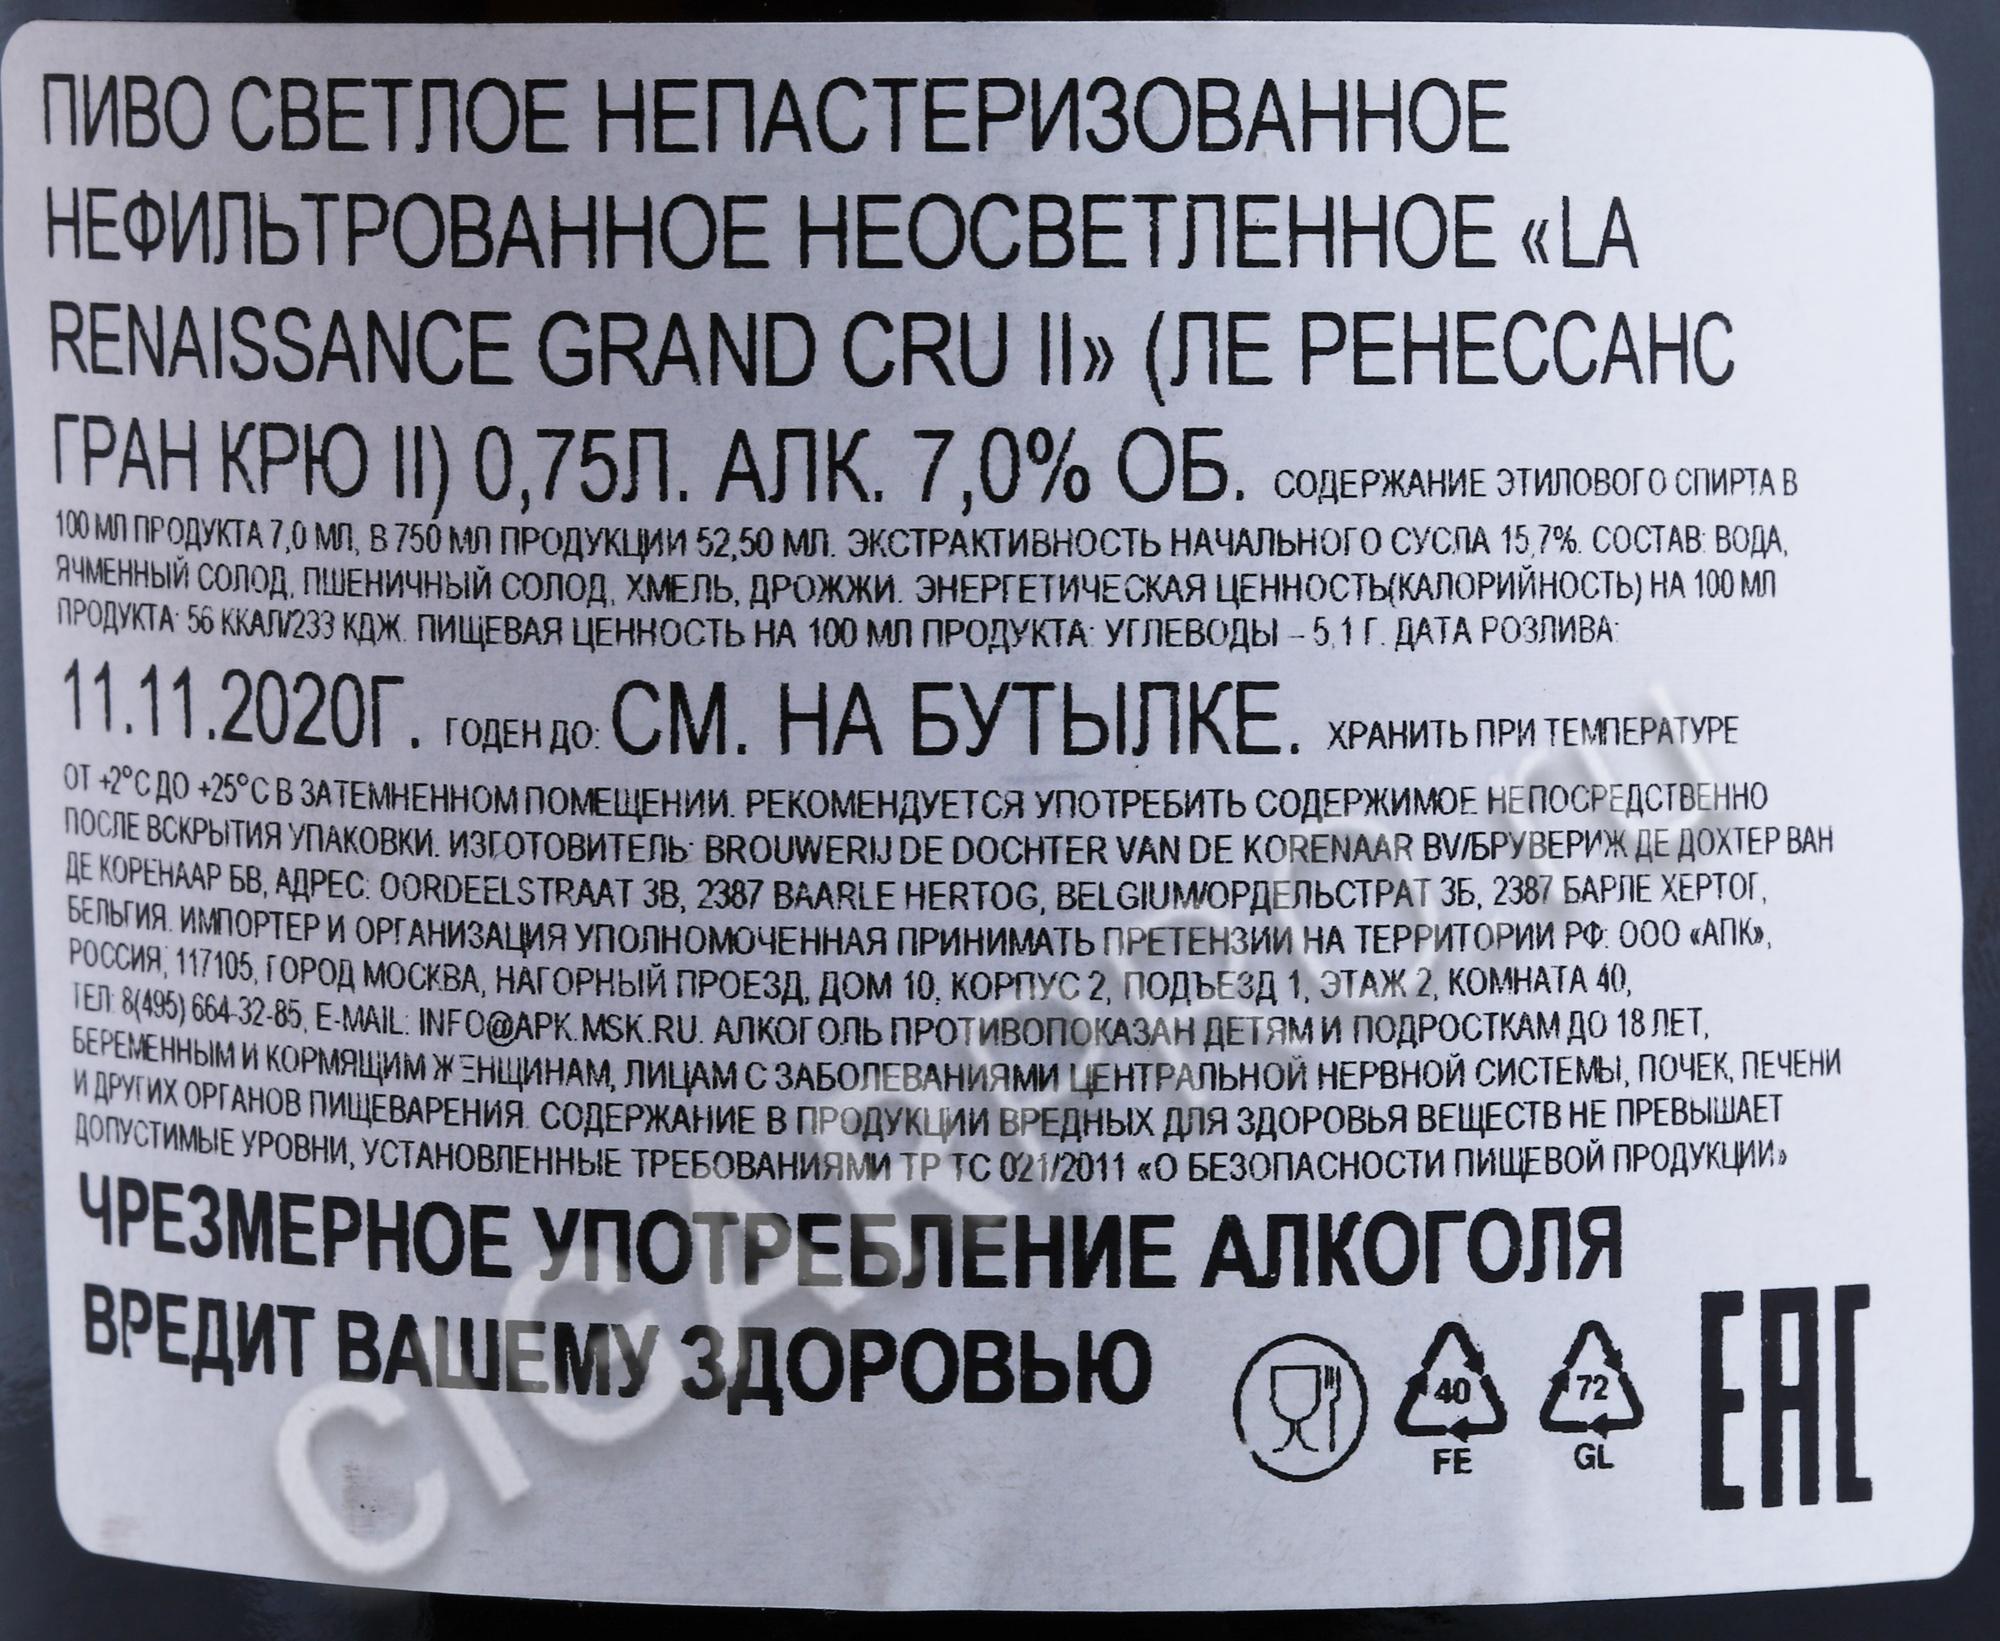 ПИВО СВЕТЛОЕ НЕПАСТЕРИЗОВАННОЕ
НЕФИЛЬТРОВАННОЕ НЕОСВЕТЛЕННОЕ «LA
RENAISSANCE GRAND CRU II» (ЛЕ РЕНЕССАНС
ГРАН КРЮ II) 0,75Л. АЛК. 7,0% ОБ. СОДЕРЖАНИЕ ЭТИЛОВОГО СПИРТА В
100 МЛ ПРОДУКТА 7,0 МЛ, В 750 МЛ ПРОДУКЦИИ 52,50 МЛ. ЭКСТРАКТИВНОСТЬ НАЧАЛЬНОГО СУСЛА 15,7%. СОСТАВ: ВОДА,
ЯЧМЕННЫЙ СОЛОД, ПШЕНИЧНЫЙ СОЛОД, ХМЕЛЬ, ДРОЖЖИ. ЭНЕРГЕТИЧЕСКАЯ ЦЕННОСТЬ(КАЛОРИЙНОСТЬ) НА 100 МЛ
ПРОДУКТА: 56 ККАЛ/233 КДЖ. ПИЩЕВАЯ ЦЕННОСТЬ НА 100 МЛ ПРОДУКТА: УГЛЕВОДЫ – 5,1 Г. ДАТА РОЗЛИВА:
11.11.2020Г. ГОДЕН ДО: СМ. НА БУТЫЛКЕ. ХРАНИТЬ ПРИ ТЕМПЕРАТУРЕ
ОТ +2°С ДО +25°С В ЗАТЕМНЕННОМ ПОМЕЩЕНИИ. РЕКОМЕНДУЕТСЯ УПОТРЕБИТЬ СОДЕРЖИМОЕ НЕПОСРЕДСТВЕННО
ПОСЛЕ ВСКРЫТИЯ УПАКОВКИ. ИЗГОТОВИТЕЛЬ: BROUWERIJ DE DOCHTER VAN DE KORENAAR BV/БРУВЕРИЖ ДЕ ДОХТЕР ВАН
ДЕ КОРЕНААР БВ, АДРЕС: OORDEELSTRAAT 3B, 2387 BAARLE HERTOG, BELGIUM/ОРДЕЛЬСТРАТ 3Б, 2387 БАРЛЕ ХЕРТОГ,
БЕЛЬГИЯ. ИМПОРТЕР И ОРГАНИЗАЦИЯ УПОЛНОМОЧЕННАЯ ПРИНИМАТЬ ПРЕТЕНЗИИ НА ТЕРРИТОРИИ РФ: ООО «АПК»,
РОССИЯ, 117105, ГОРОД МОСКВА, НАГОРНЫЙ ПРОЕЗД, ДОМ 10, КОРПУС 2, ПОДЪЕЗД 1, ЭТАЖ 2, КОМНАТА 40,
ТЕЛ: 8(495) 664-32-85, E-MAIL: INFO@APK.MSK.RU. АЛКОГОЛЬ ПРОТИВОПОКАЗАН ДЕТЯМ И ПОДРОСТКАМ ДО 18 ЛЕТ,
БЕРЕМЕННЫМ И КОРМЯЩИМ ЖЕНЩИНАМ, ЛИЦАМ С ЗАБОЛЕВАНИЯМИ ЦЕНТРАЛЬНОЙ НЕРВНОЙ СИСТЕМЫ, ПОЧЕК, ПЕЧЕНИ
И ДРУГИХ ОРГАНОВ ПИЩЕВАРЕНИЯ. СОДЕРЖАНИЕ В ПРОДУКЦИИ ВРЕДНЫХ ДЛЯ ЗДОРОВЬЯ ВЕЩЕСТВ НЕ ПРЕВЫШАЕТ
ДОПУСТИМЫЕ УРОВНИ, УСТАНОВЛЕННЫЕ ТРЕБОВАНИЯМИ ТР ТС 021/2011 «О БЕЗОПАСНОСТИ ПИЩЕВОЙ ПРОДУКЦИИ»
ЧРЕЗМЕРНОЕ УПОТРЕБЛЕНИЕ АЛКОГОЛЯ
ВРЕДИТ ВАШЕМУ ЗДОРОВЬЮ
40 FE
72 GL
EAC
CIGARPRO.ru